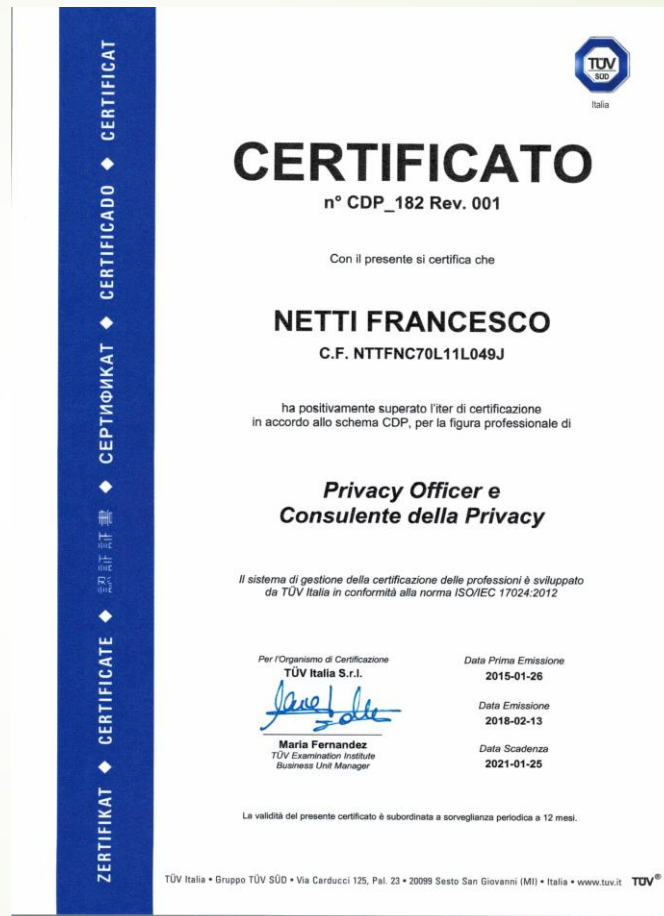 TÜV
SÜD
Italia
CERTIFICATO
n° CDP_182 Rev. 001
Con il presente si certifica che
NETTI FRANCESCO
C.F. NTTFNC70L11L049J
ha positivamente superato l'iter di certificazione
in accordo allo schema CDP, per la figura professionale di
Privacy Officer e
Consulente della Privacy
Il sistema di gestione della certificazione delle professioni è sviluppato
da TÜV Italia in conformità alla norma ISO/IEC 17024:2012
Per l'Organismo di Certificazione
TÜV Italia S.r.l.
Maria Fernandez
TÜV Examination Institute
Business Unit Manager
Data Prima Emissione
2015-01-26
Data Emissione
2018-02-13
Data Scadenza
2021-01-25
La validità del presente certificato è subordinata a sorveglianza periodica a 12 mesi.
TÜV Italia • Gruppo TÜV SÜD • Via Carducci 125, Pal. 23 • 20099 Sesto San Giovanni (MI) • Italia • www.tuv.it TÜV®
ZERTIFIKAT ◆ CERTIFICATE ◆ 認証証書 ◆ СЕРТИФИКАТ ◆ CERTIFICADO ◆ CERTIFICAT